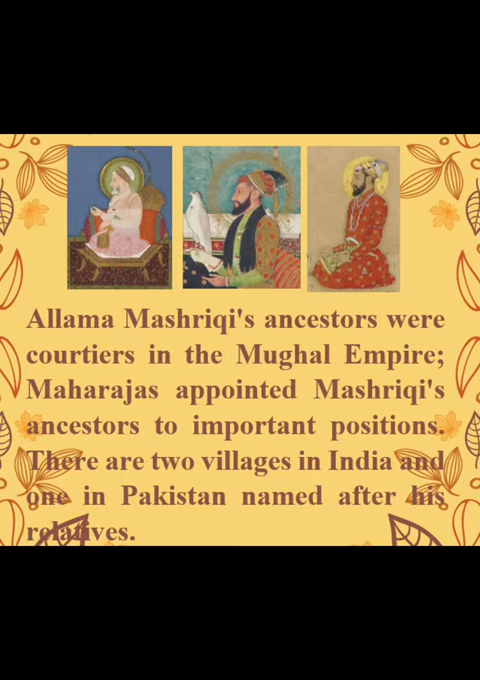 Allama Mashriqi's ancestors were
courtiers in the Mughal Empire;
Maharajas appointed Mashriqi's
ancestors to important positions.
There are two villages in India and
one in Pakistan named after his
relatives.